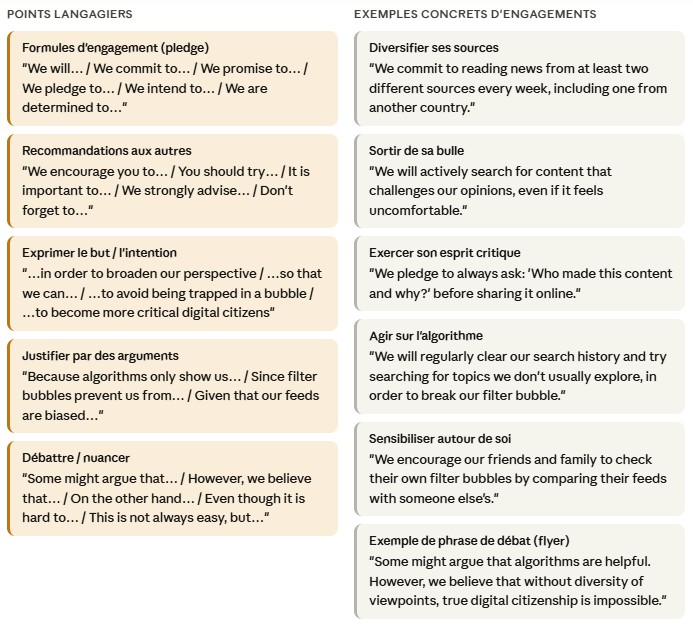 POINTS LANGAGIERS
Formules d'engagement (pledge)
"We will… / We commit to… / We promise to… /
We pledge to… / We intend to… / We are
determined to…"
Recommandations aux autres
"We encourage you to… / You should try… / It is
important to… / We strongly advise… / Don't
forget to…"
Exprimer le but / l'intention
"…in order to broaden our perspective / …so that
we can… / …to avoid being trapped in a bubble /
…to become more critical digital citizens"
Justifier par des arguments
"Because algorithms only show us… / Since filter
bubbles prevent us from… / Given that our feeds
are biased…"
Débattre / nuancer
"Some might argue that… / However, we believe
that… / On the other hand… / Even though it is
hard to… / This is not always easy, but…"
EXEMPLES CONCRETS D'ENGAGEMENTS
Diversifier ses sources
"We commit to reading news from at least two
different sources every week, including one from
another country."
Sortir de sa bulle
"We will actively search for content that
challenges our opinions, even if it feels
uncomfortable."
Exercer son esprit critique
"We pledge to always ask: 'Who made this content
and why?' before sharing it online."
Agir sur l'algorithme
"We will regularly clear our search history and try
searching for topics we don't usually explore, in
order to break our filter bubble."
Sensibiliser autour de soi
"We encourage our friends and family to check
their own filter bubbles by comparing their feeds
with someone else's."
Exemple de phrase de débat (flyer)
"Some might argue that algorithms are helpful.
However, we believe that without diversity of
viewpoints, true digital citizenship is impossible."